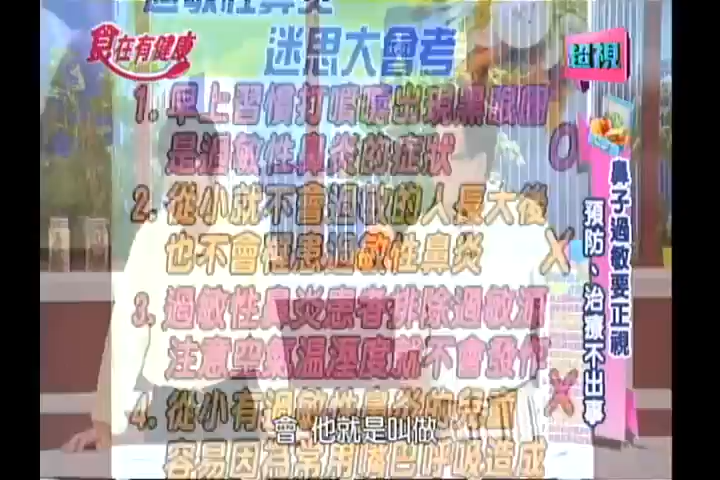 食在有健康
過敏性鼻炎
迷思大會考
超視
1. 早上習慣打噴嚏出現黑眼圈
是過敏性鼻炎的症狀
O
2. 從小就不會過敏的人長大後
也不會罹患過敏性鼻炎
X
3. 過敏性鼻炎患者排除過敏源
注意空氣溫溼度就不會發作
X
4. 從小有過敏性鼻炎的兒童
容易因為常用嘴巴呼吸造成
鼻子過敏要正視
預防、治療不出事
會 他就是叫做